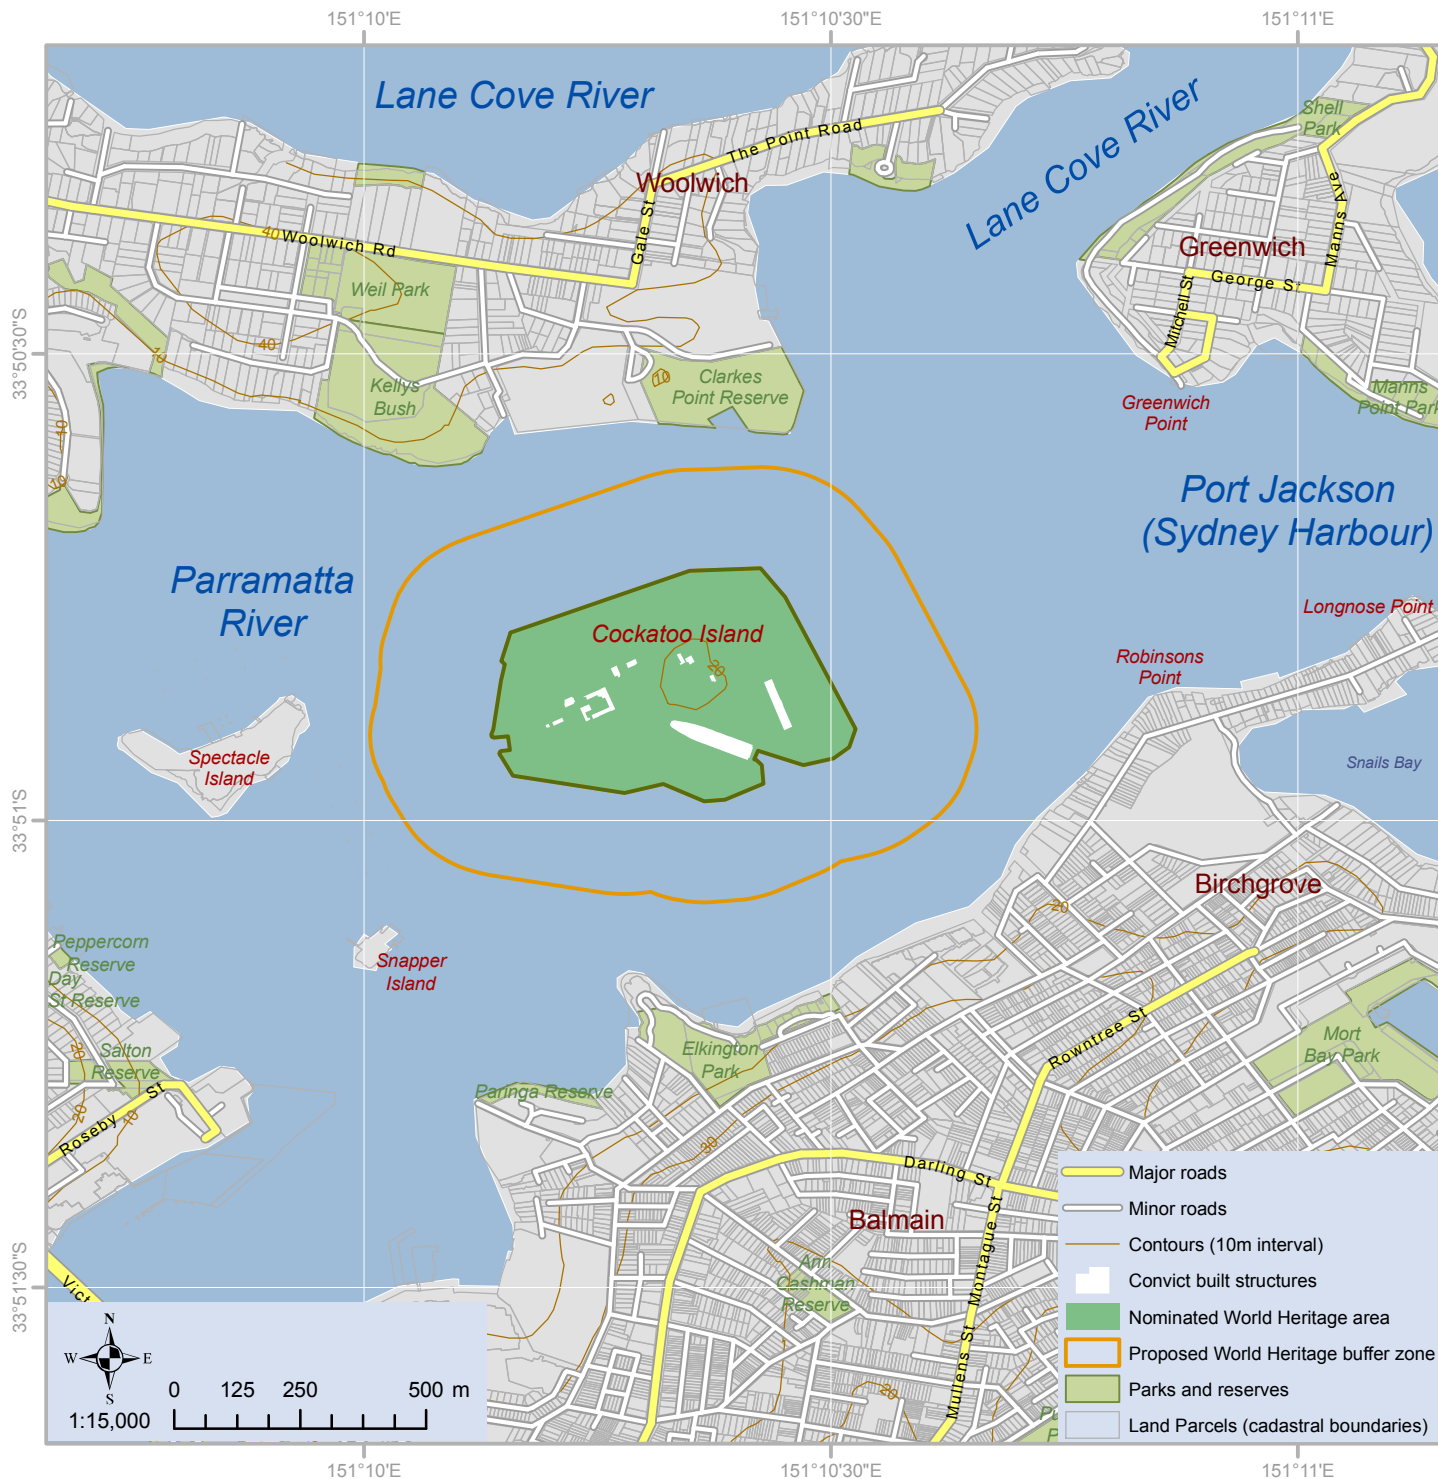 151°10'E
151°10'30"E
151°11'E
Lane Cove River
Lane Cove River
The Point Road
Shell
Park
Woolwich
Gale St
Manns Ave
40
Woolwich Rd
Greenwich
George St
Mitchell St
Weil Park
40
10
33°50'30"S
Kellys
Bush
10
Clarkes
Point Reserve
Greenwich
Point
Manns
Point Park
10
10
Port Jackson
(Sydney Harbour)
Parramatta
River
Longnose Point
Cockatoo Island
20
Robinsons
Point
Spectacle
Island
Snails Bay
33°51'S
Birchgrove
20
Peppercorn
Reserve
Day
St Reserve
Snapper
Island
Rowntree St
Mort
Bay Park
Salton
Reserve
20
20
40
Roseby St
Elkington
Park
Paringa Reserve
30
Darling St
Balmain
Montague St
Ann
Cashman
Reserve
33°51'30"S
Vict
Mullens St
20
Pu
P
N
W
E
S
0 125 250 500 m
1:15,000
Major roads
Minor roads
Contours (10m interval)
Convict built structures
Nominated World Heritage area
Proposed World Heritage buffer zone
Parks and reserves
Land Parcels (cadastral boundaries)
151°10'E
151°10'30"E
151°11'E